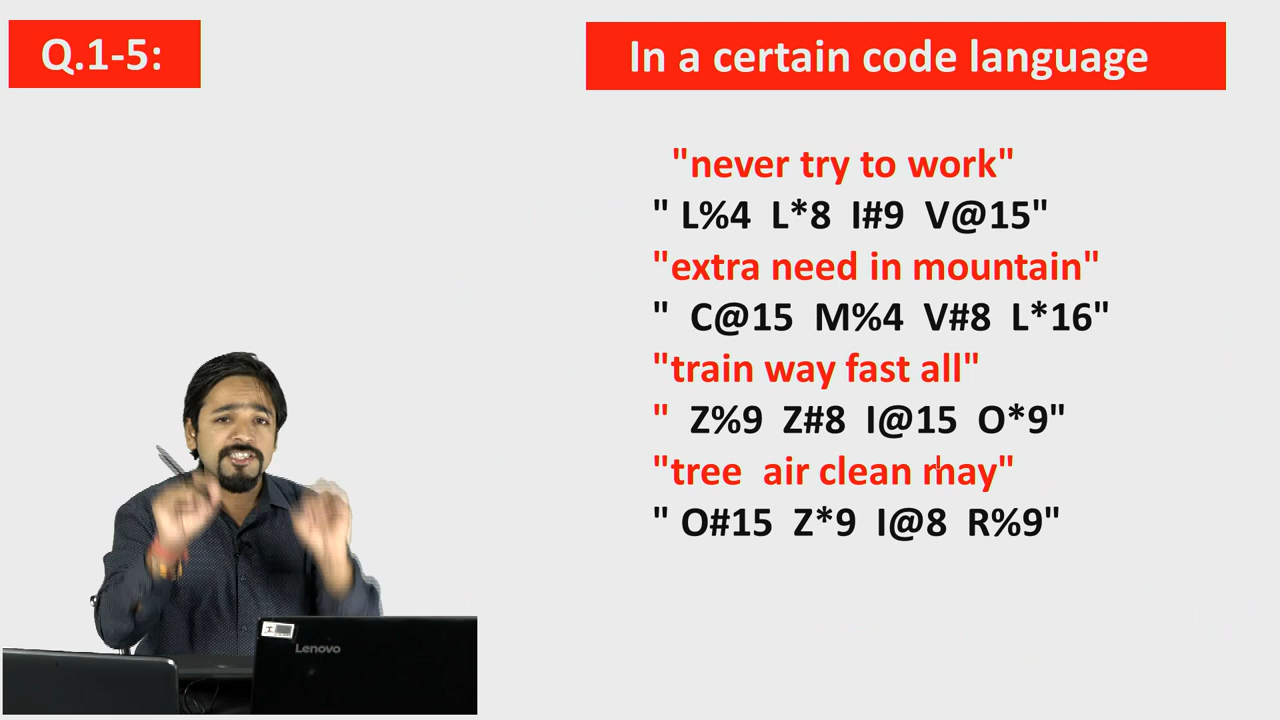 Q.1-5:
In a certain code language
"never try to work"
" L%4 L*8 I#9 V@15"
"extra need in mountain"
" C@15 M%4 V#8 L*16"
"train way fast all"
" Z%9 Z#8 I@15 O*9"
"tree air clean may"
" O#15 Z*9 I@8 R%9"
Lenovo